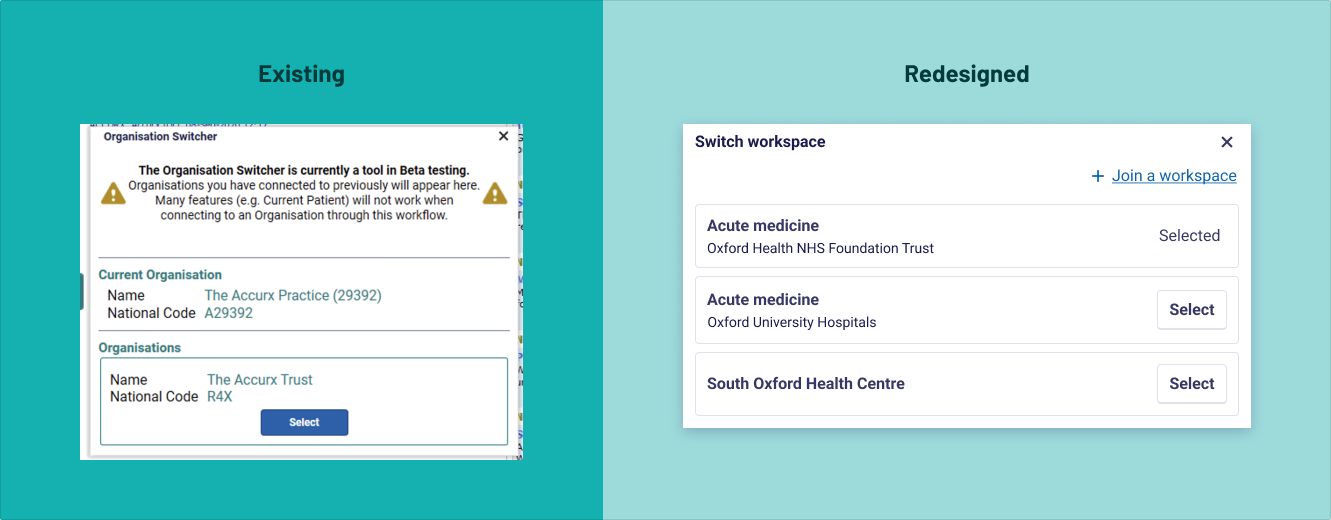 Existing
Organisation Switcher
The Organisation Switcher is currently a tool in Beta testing.
Organisations you have connected to previously will appear here.
Many features (e.g. Current Patient) will not work when
connecting to an Organisation through this workflow.
Current Organisation
Name The Accurx Practice (29392)
National Code A29392
Organisations
Name The Accurx Trust
National Code R4X
Select
Redesigned
Switch workspace
+ Join a workspace
Acute medicine
Oxford Health NHS Foundation Trust
Selected
Acute medicine
Oxford University Hospitals
Select
South Oxford Health Centre
Select